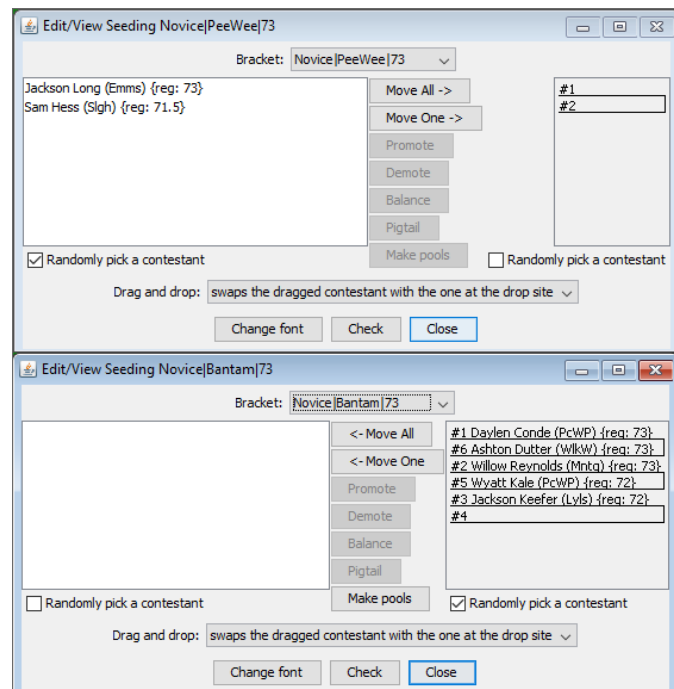 Edit/View Seeding Novice|PeeWee|73
Bracket: Novice|PeeWee|73
Jackson Long (Emms) {reg: 73}
Sam Hess (Slgh) {reg: 71.5}
Move All ->
Move One ->
Promote
Demote
Balance
Pigtail
Make pools
#1
#2
Randomly pick a contestant
Randomly pick a contestant
Drag and drop: swaps the dragged contestant with the one at the drop site
Change font Check Close
Edit/View Seeding Novice|Bantam|73
Bracket: Novice|Bantam|73
<- Move All
<- Move One
Promote
Demote
Balance
Pigtail
Make pools
#1 Daylen Conde (PcWP) {reg: 73}
#6 Ashton Dutter (WlkW) {reg: 73}
#2 Willow Reynolds (Mntg) {reg: 73}
#5 Wyatt Kale (PcWP) {reg: 72}
#3 Jackson Keefer (Lyls) {reg: 72}
#4
Randomly pick a contestant
Randomly pick a contestant
Drag and drop: swaps the dragged contestant with the one at the drop site
Change font Check Close